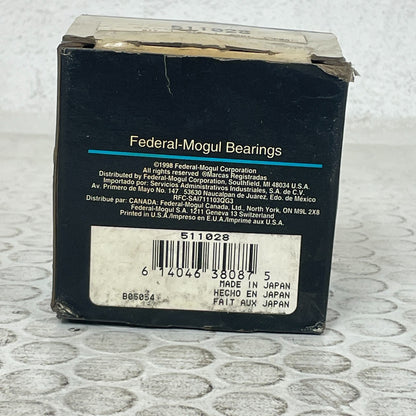 511028
Federal-Mogul Bearings
©1998 Federal-Mogul Corporation
All rights reserved ®Marcas Registradas
Distributed by Federal-Mogul Corporation, Southfield, MI 48034 U.S.A.
Importado por: Servicios Administrativos Industriales, S.A. de C.V.
Av. Primero de Mayo No. 147 53630 Naucalpan de Juarez, Edo. de México
RFC-SAI711103QG3
Distribué par: CANADA: Federal-Mogul Canada, Ltd., North York, ON M9L 2X8
Federal-Mogul S.A. 1211 Geneva 13 Switzerland
Printed in U.S.A./Impreso en E.U.A./Imprimé aux U.S.A.
511028
6 14046 38087 5
MADE IN JAPAN
B06054 HECHO EN JAPAN
FAIT AUX JAPAN